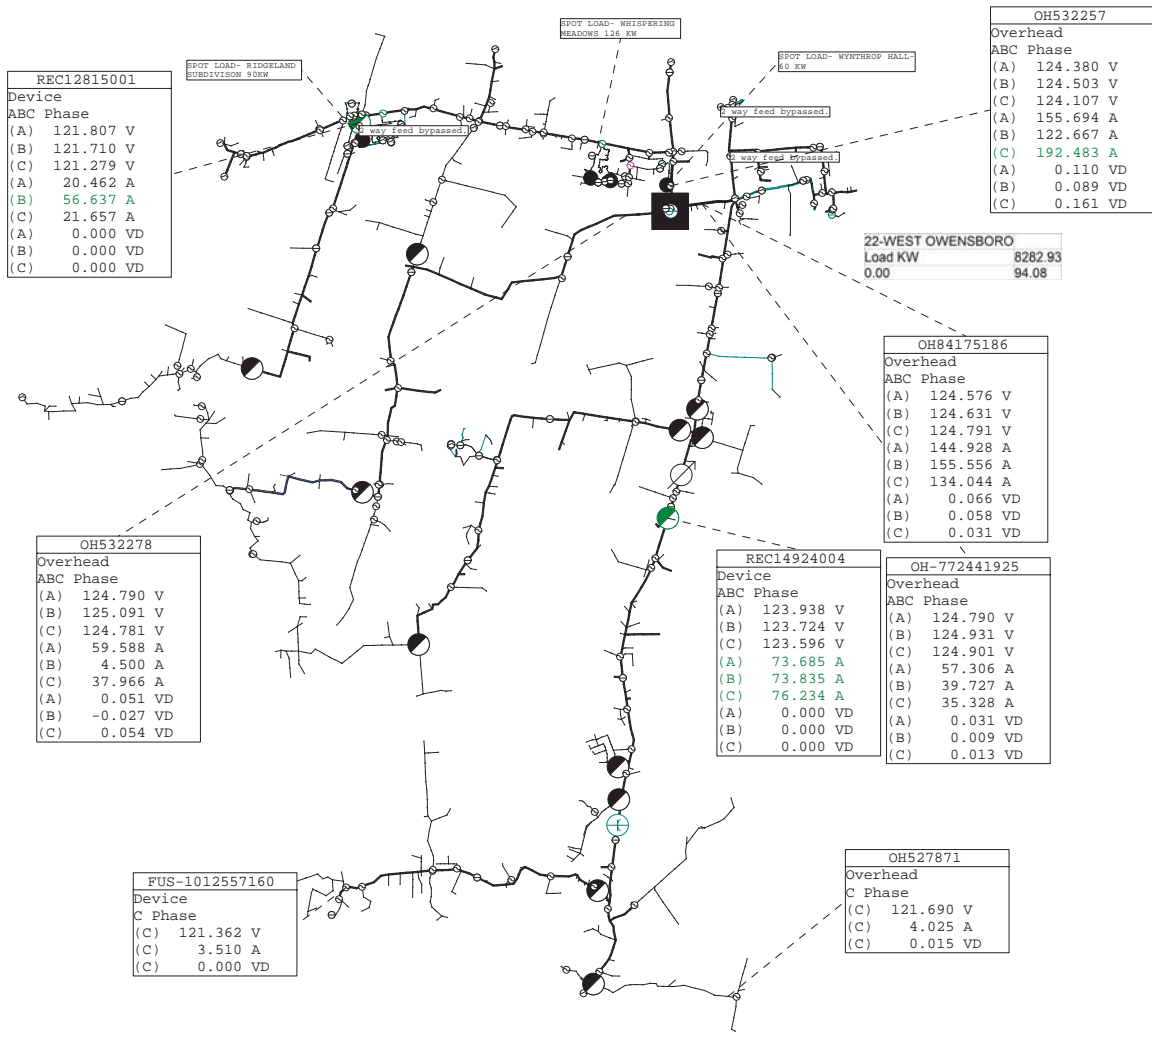 SPOT LOAD- WHISPERING
MEADOWS 126 KW
SPOT LOAD- WYNTHROP HALL-
60 KW
SPOT LOAD- RIDGELAND
SUBDIVISON 90KW
2 way feed bypassed.
2 way feed bypassed.
2 way feed bypassed.
OH532257
Overhead
ABC Phase
(A) 124.380 V
(B) 124.503 V
(C) 124.107 V
(A) 155.694 A
(B) 122.667 A
(C) 192.483 A
(A) 0.110 VD
(B) 0.089 VD
(C) 0.161 VD
REC12815001
Device
ABC Phase
(A) 121.807 V
(B) 121.710 V
(C) 121.279 V
(A) 20.462 A
(B) 56.637 A
(C) 21.657 A
(A) 0.000 VD
(B) 0.000 VD
(C) 0.000 VD
22-WEST OWENSBORO
Load KW 8282.93
0.00 94.08
OH84175186
Overhead
ABC Phase
(A) 124.576 V
(B) 124.631 V
(C) 124.791 V
(A) 144.928 A
(B) 155.556 A
(C) 134.044 A
(A) 0.066 VD
(B) 0.058 VD
(C) 0.031 VD
OH532278
Overhead
ABC Phase
(A) 124.790 V
(B) 125.091 V
(C) 124.781 V
(A) 59.588 A
(B) 4.500 A
(C) 37.966 A
(A) 0.051 VD
(B) -0.027 VD
(C) 0.054 VD
REC14924004
Device
ABC Phase
(A) 123.938 V
(B) 123.724 V
(C) 123.596 V
(A) 73.685 A
(B) 73.835 A
(C) 76.234 A
(A) 0.000 VD
(B) 0.000 VD
(C) 0.000 VD
OH-772441925
Overhead
ABC Phase
(A) 124.790 V
(B) 124.931 V
(C) 124.901 V
(A) 57.306 A
(B) 39.727 A
(C) 35.328 A
(A) 0.031 VD
(B) 0.009 VD
(C) 0.013 VD
FUS-1012557160
Device
C Phase
(C) 121.362 V
(C) 3.510 A
(C) 0.000 VD
OH527871
Overhead
C Phase
(C) 121.690 V
(C) 4.025 A
(C) 0.015 VD